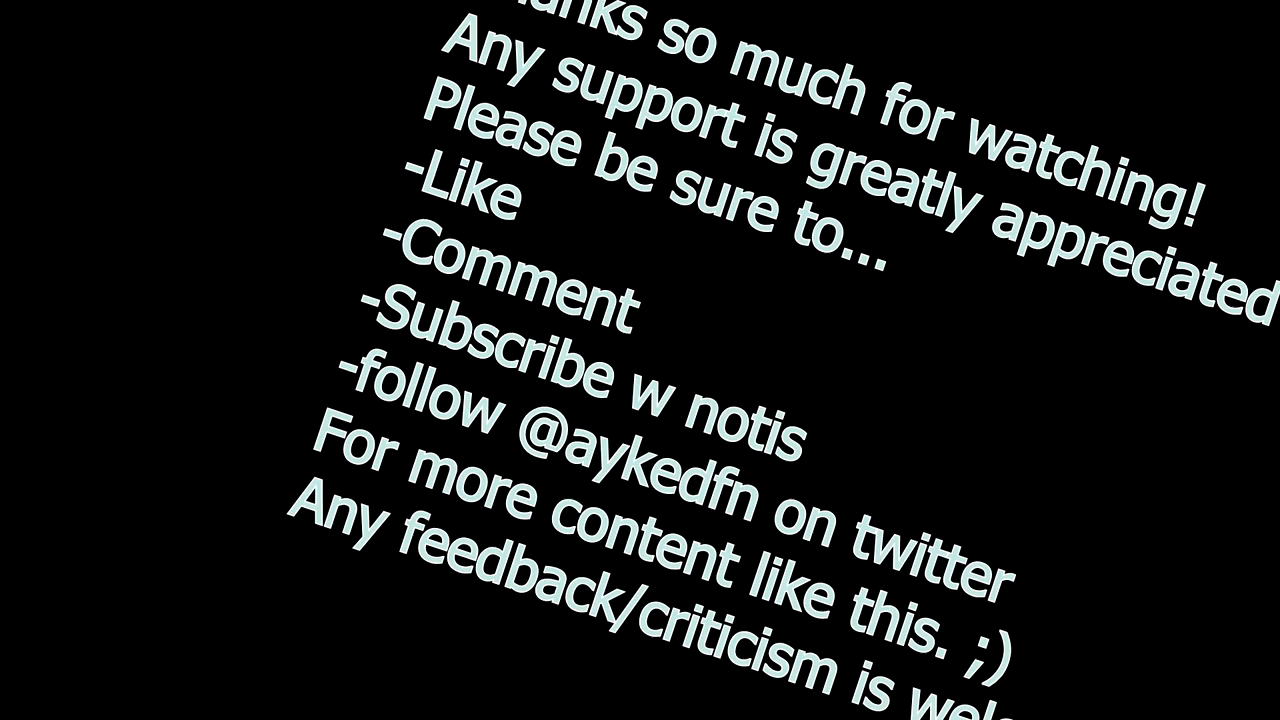 so much for watching!
Any support is greatly appreciated
Please be sure to...
-Like
-Comment
-Subscribe w notis
-follow @aykedfn on twitter
For more content like this. ;)
Any feedback/criticism is